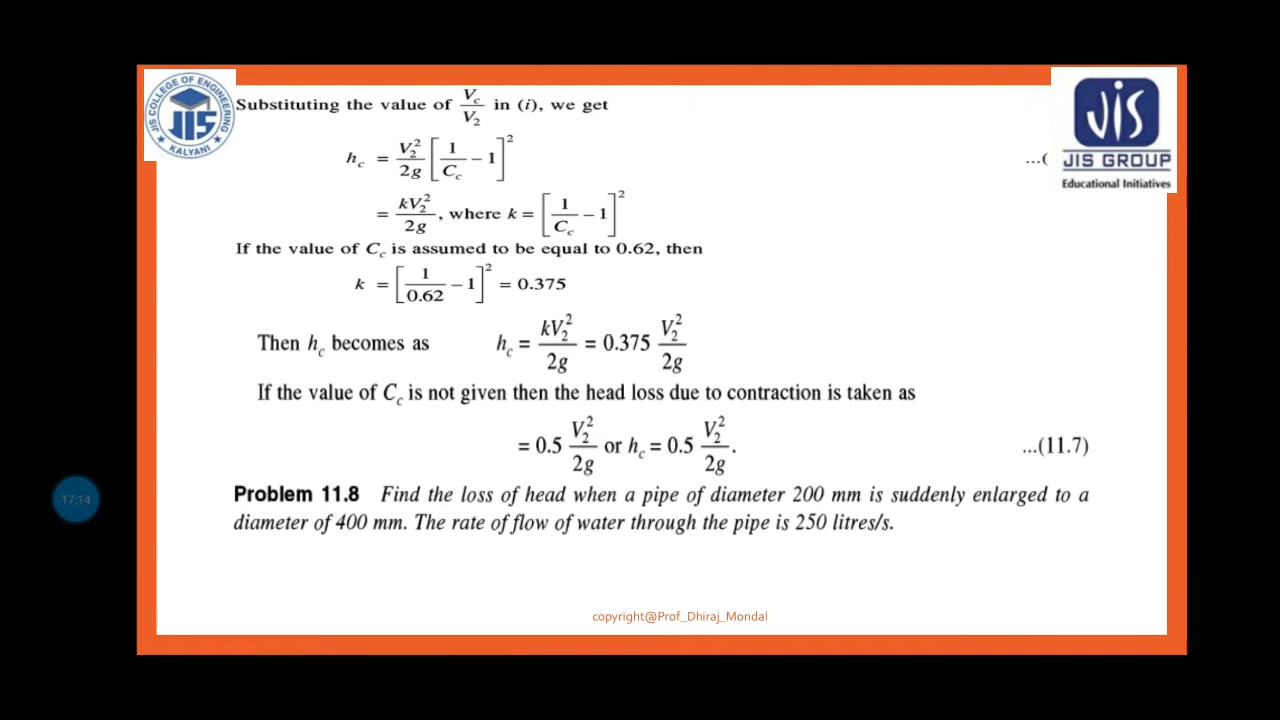 JIS COLLEGE OF ENGINEERING
JIS
KALYANI
JIS
JIS GROUP
Educational Initiatives
Substituting the value of V_c/V_2 in (i), we get
h_c = V_2^2/2g [1/C_c − 1]^2 ...(
= kV_2^2/2g, where k = [1/C_c − 1]^2
If the value of C_c is assumed to be equal to 0.62, then
k = [1/0.62 − 1]^2 = 0.375
Then h_c becomes as h_c = kV_2^2/2g = 0.375 V_2^2/2g
If the value of C_c is not given then the head loss due to contraction is taken as
= 0.5 V_2^2/2g or h_c = 0.5 V_2^2/2g. ...(11.7)
Problem 11.8 Find the loss of head when a pipe of diameter 200 mm is suddenly enlarged to a
diameter of 400 mm. The rate of flow of water through the pipe is 250 litres/s.
17:14
copyright@Prof_Dhiraj_Mondal